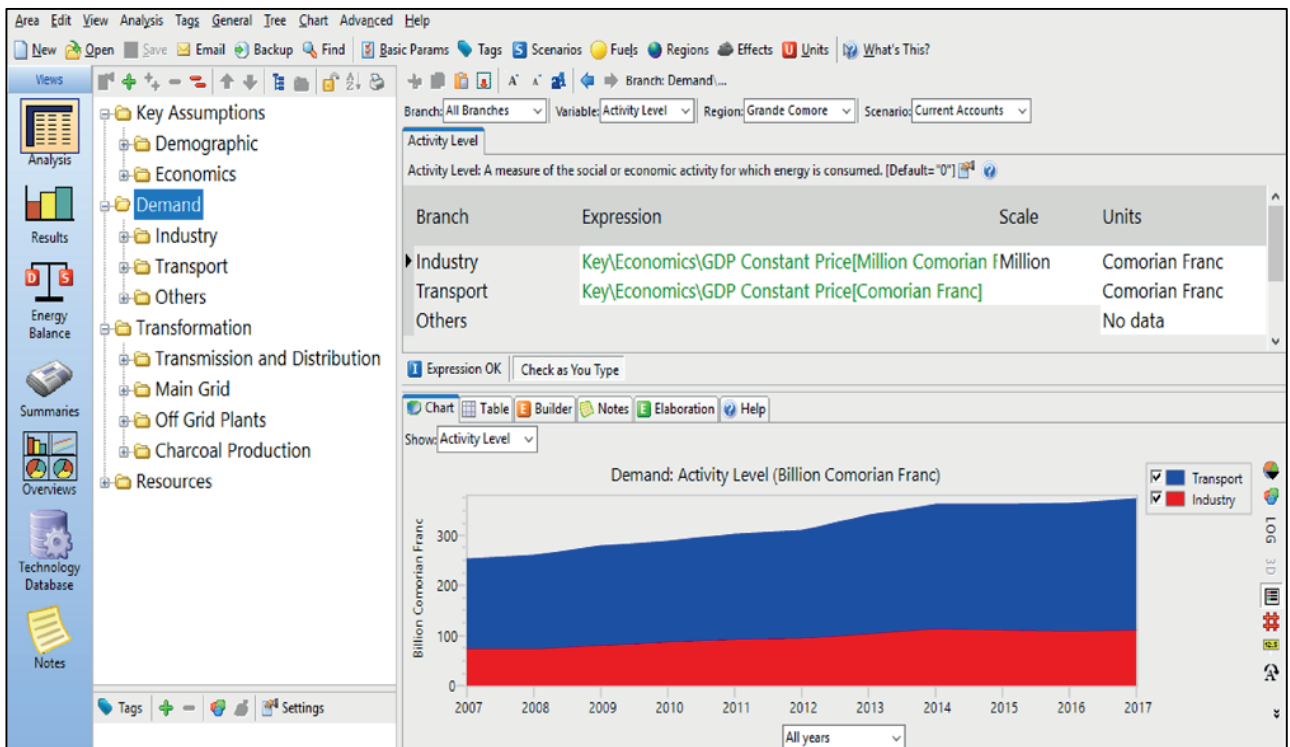 Area Edit View Analysis Tags General Tree Chart Advanced Help
New Open Save Email Backup Find Basic Params Tags Scenarios Fuels Regions Effects Units What's This?
Views
Analysis
Results
Energy
Balance
Summaries
Overviews
Technology
Database
Notes
Key Assumptions
Demographic
Economics
Demand
Industry
Transport
Others
Transformation
Transmission and Distribution
Main Grid
Off Grid Plants
Charcoal Production
Resources
Tags Settings
Branch: Demand\...
Branch: All Branches Variable: Activity Level Region: Grande Comore Scenario: Current Accounts
Activity Level
Activity Level: A measure of the social or economic activity for which energy is consumed. [Default="0"]
Branch Expression Scale Units
Industry Key\Economics\GDP Constant Price[Million Comorian F Million Comorian Franc
Transport Key\Economics\GDP Constant Price[Comorian Franc] Comorian Franc
Others No data
Expression OK Check as You Type
Chart Table Builder Notes Elaboration Help
Show: Activity Level
Demand: Activity Level (Billion Comorian Franc)
Transport
Industry
Billion Comorian Franc
300
200
100
0
2007 2008 2009 2010 2011 2012 2013 2014 2015 2016 2017
All years
LOG
3D